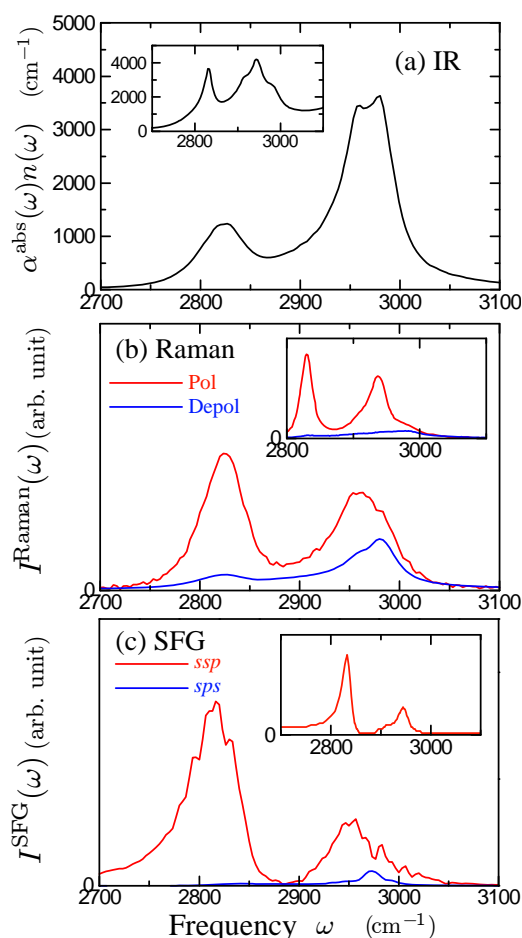 5000
4000
3000
2000
1000
0
α^abs(ω)n(ω) (cm⁻¹)
(a) IR
4000
2000
0
2800 3000
2700 2800 2900 3000 3100
I^Raman(ω) (arb. unit)
(b) Raman
Pol
Depol
0
2800 3000
0
2700 2800 2900 3000 3100
I^SFG(ω) (arb. unit)
(c) SFG
ssp
sps
0
2800 3000
0
2700 2800 2900 3000 3100
Frequency ω (cm⁻¹)